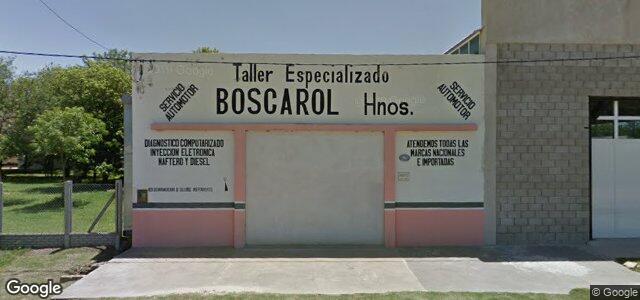 Taller Especializado
BOSCAROL Hnos.
SERVICIO
AUTOMOTOR
SERVICIO
AUTOMOTOR
DIAGNOSTICO COMPUTARIZADO
INYECCION ELETRONICA
NAFTERO Y DIESEL
ATENDEMOS TODAS LAS
MARCAS NACIONALES
E IMPORTADAS
Google
© Google